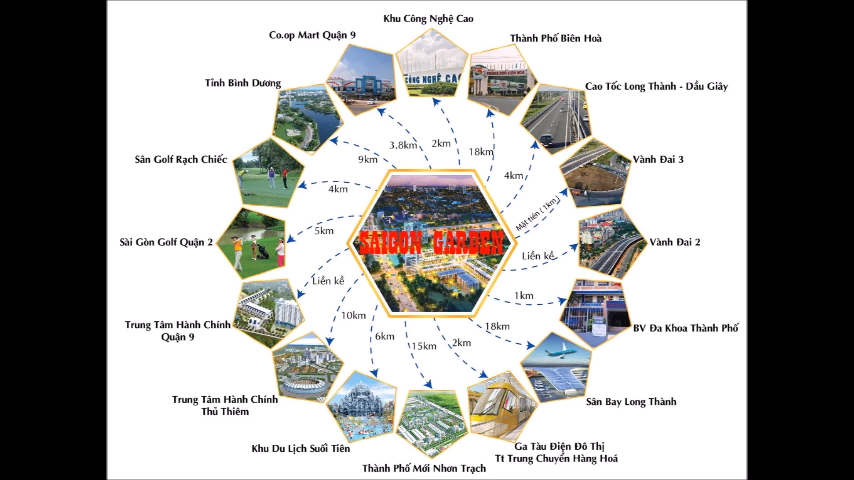 Khu Công Nghệ Cao
Co.op Mart Quận 9
Thành Phố Biên Hoà
Tỉnh Bình Dương
Cao Tốc Long Thành - Dầu Giây
CÔNG NGHỆ CAO
3.8km
2km
18km
Sân Golf Rạch Chiếc
9km
4km
Vành Đai 3
4km
Mặt tiền (1km)
5km
SAIGON GARDEN
Sài Gòn Golf Quận 2
Vành Đai 2
Liền kề
Liền kề
1km
Trung Tâm Hành Chính
Quận 9
10km
18km
BV Đa Khoa Thành Phố
6km
15km
2km
Trung Tâm Hành Chính
Thủ Thiêm
Sân Bay Long Thành
Khu Du Lịch Suối Tiên
Ga Tàu Điện Đô Thị
Tt Trung Chuyển Hàng Hoá
Thành Phố Mới Nhơn Trạch